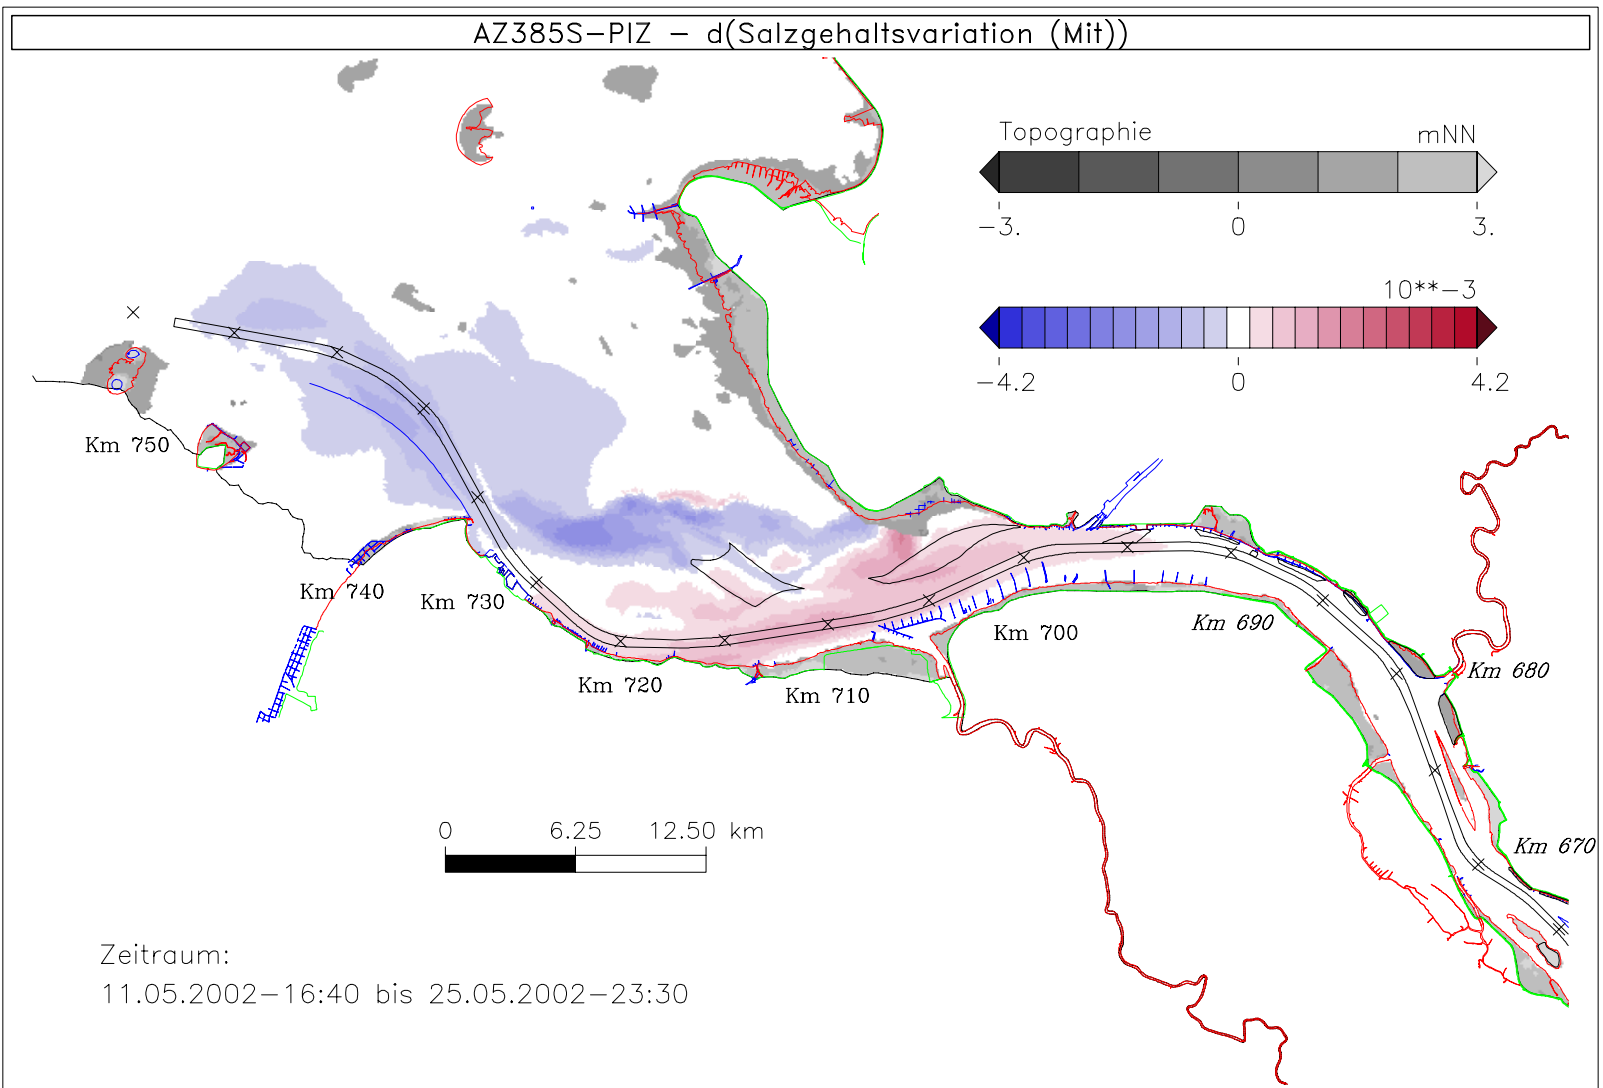 AZ385S-PIZ - d(Salzgehaltsvariation (Mit))
Topographie mNN
-3. 0 3.
10**-3
-4.2 0 4.2
Km 750
Km 740
Km 730
Km 720
Km 710
Km 700
Km 690
Km 680
Km 670
0 6.25 12.50 km
Zeitraum:
11.05.2002-16:40 bis 25.05.2002-23:30